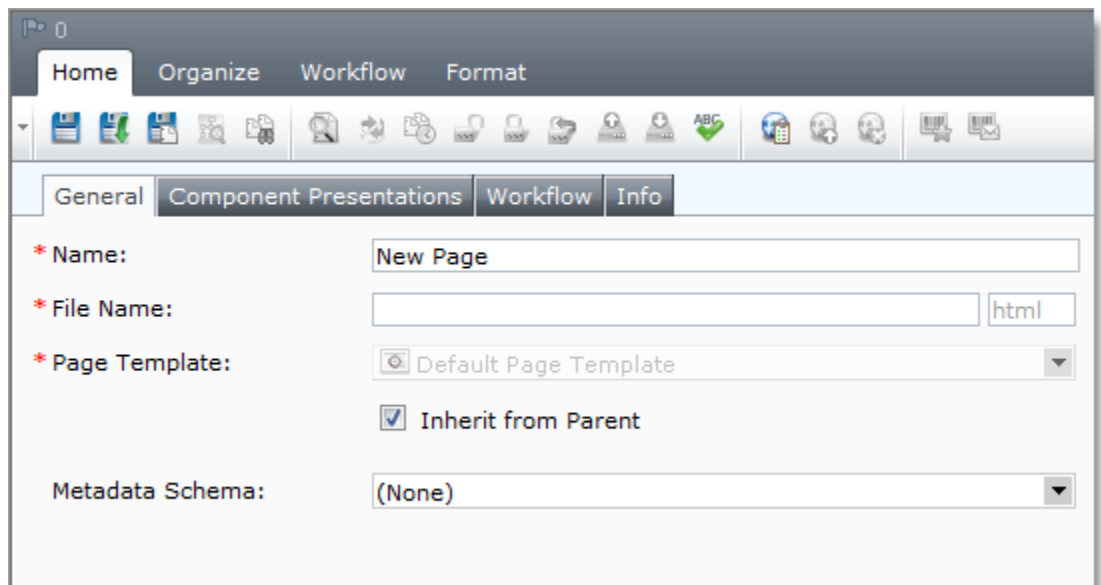 0
Home Organize Workflow Format
ABC
General Component Presentations Workflow Info
* Name: New Page
* File Name: html
* Page Template: Default Page Template
Inherit from Parent
Metadata Schema: (None)